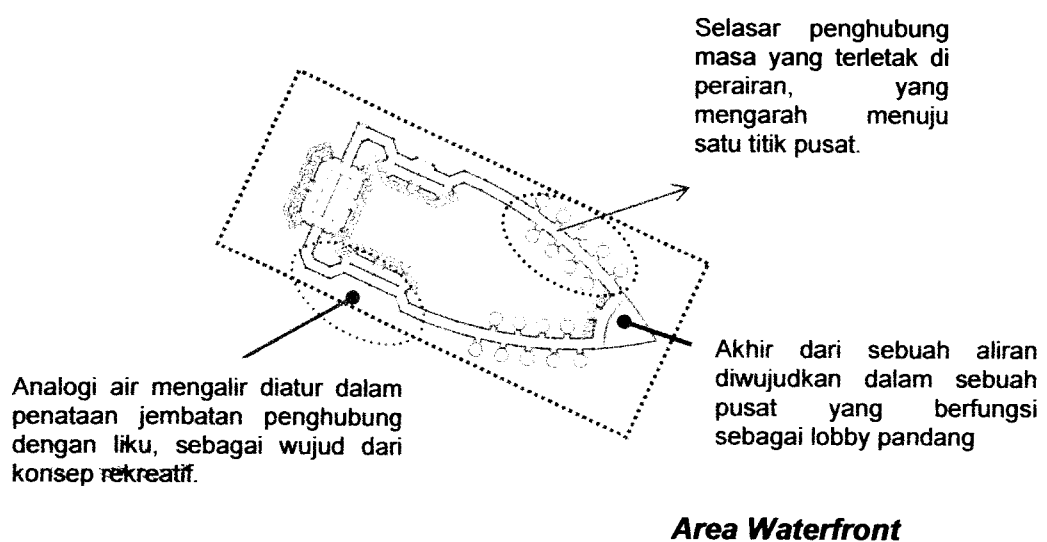 Selasar penghubung
masa yang terletak di
perairan, yang
mengarah menuju
satu titik pusat.
Analogi air mengalir diatur dalam
penataan jembatan penghubung
dengan liku, sebagai wujud dari
konsep rekreatif.
Akhir dari sebuah aliran
diwujudkan dalam sebuah
pusat yang berfungsi
sebagai lobby pandang
Area Waterfront